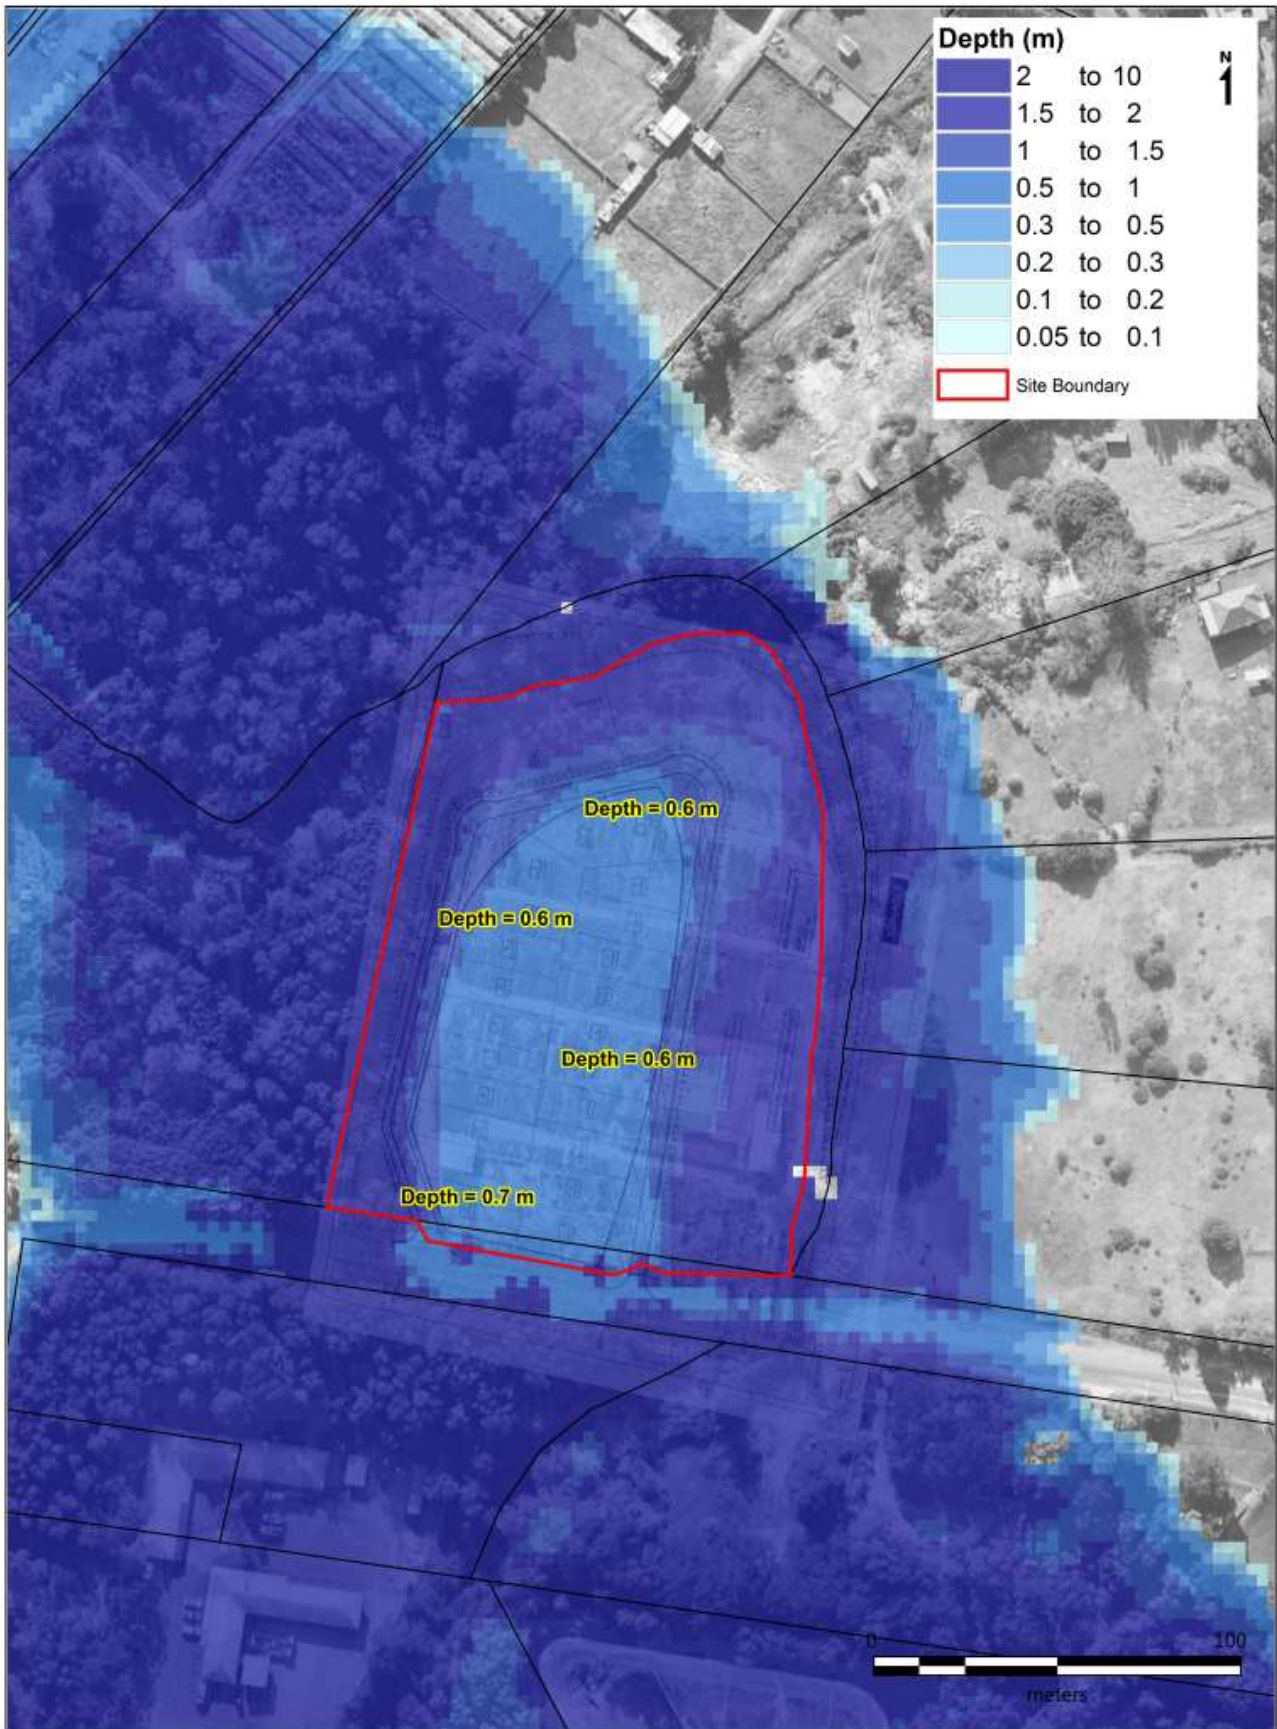 Depth (m)
N
2 to 10
1.5 to 2
1 to 1.5
0.5 to 1
0.3 to 0.5
0.2 to 0.3
0.1 to 0.2
0.05 to 0.1
Site Boundary
Depth = 0.6 m
Depth = 0.6 m
Depth = 0.6 m
Depth = 0.7 m
0 100
meters